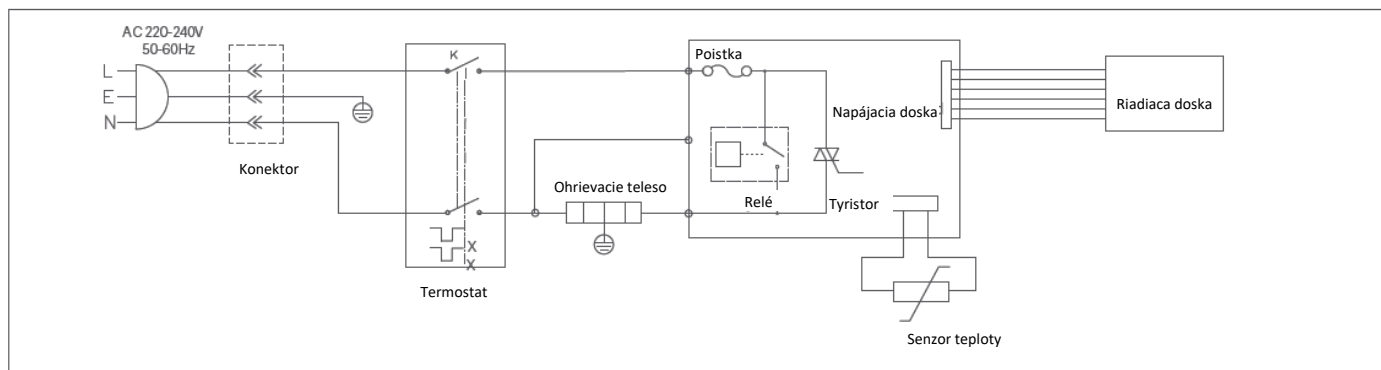 AC 220-240V
50-60Hz
L
E
N
Konektor
K
X
X
Termostat
Ohrievacie teleso
Poistka
Relé
Tyristor
Napájacia doska
Riadiaca doska
Senzor teploty